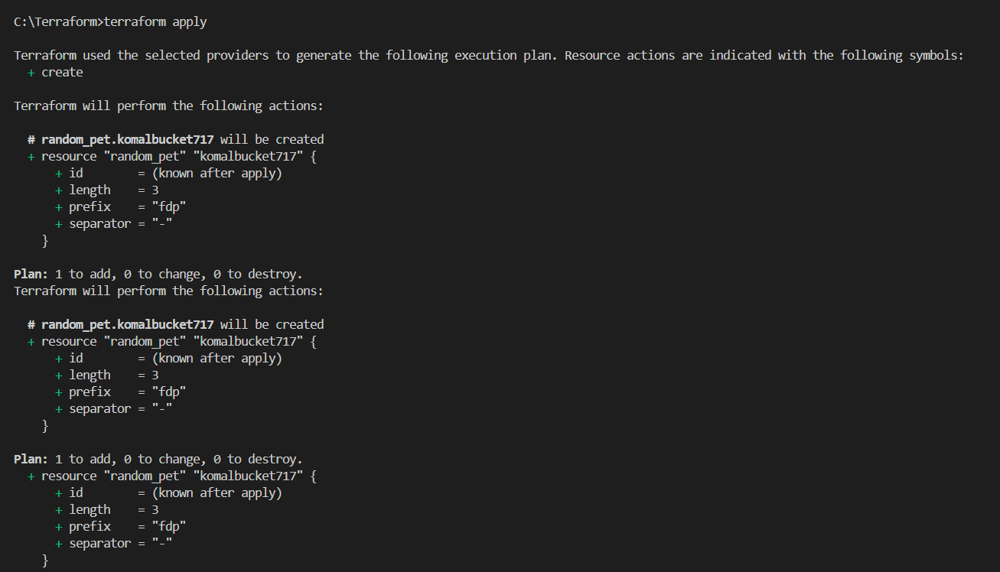 C:\Terraform>terraform apply
Terraform used the selected providers to generate the following execution plan. Resource actions are indicated with the following symbols:
  + create
Terraform will perform the following actions:
  # random_pet.komalbucket717 will be created
  + resource "random_pet" "komalbucket717" {
      + id        = (known after apply)
      + length    = 3
      + prefix    = "fdp"
      + separator = "-"
    }
Plan: 1 to add, 0 to change, 0 to destroy.
Terraform will perform the following actions:
  # random_pet.komalbucket717 will be created
  + resource "random_pet" "komalbucket717" {
      + id        = (known after apply)
      + length    = 3
      + prefix    = "fdp"
      + separator = "-"
    }
Plan: 1 to add, 0 to change, 0 to destroy.
  + resource "random_pet" "komalbucket717" {
      + id        = (known after apply)
      + length    = 3
      + prefix    = "fdp"
      + separator = "-"
    }